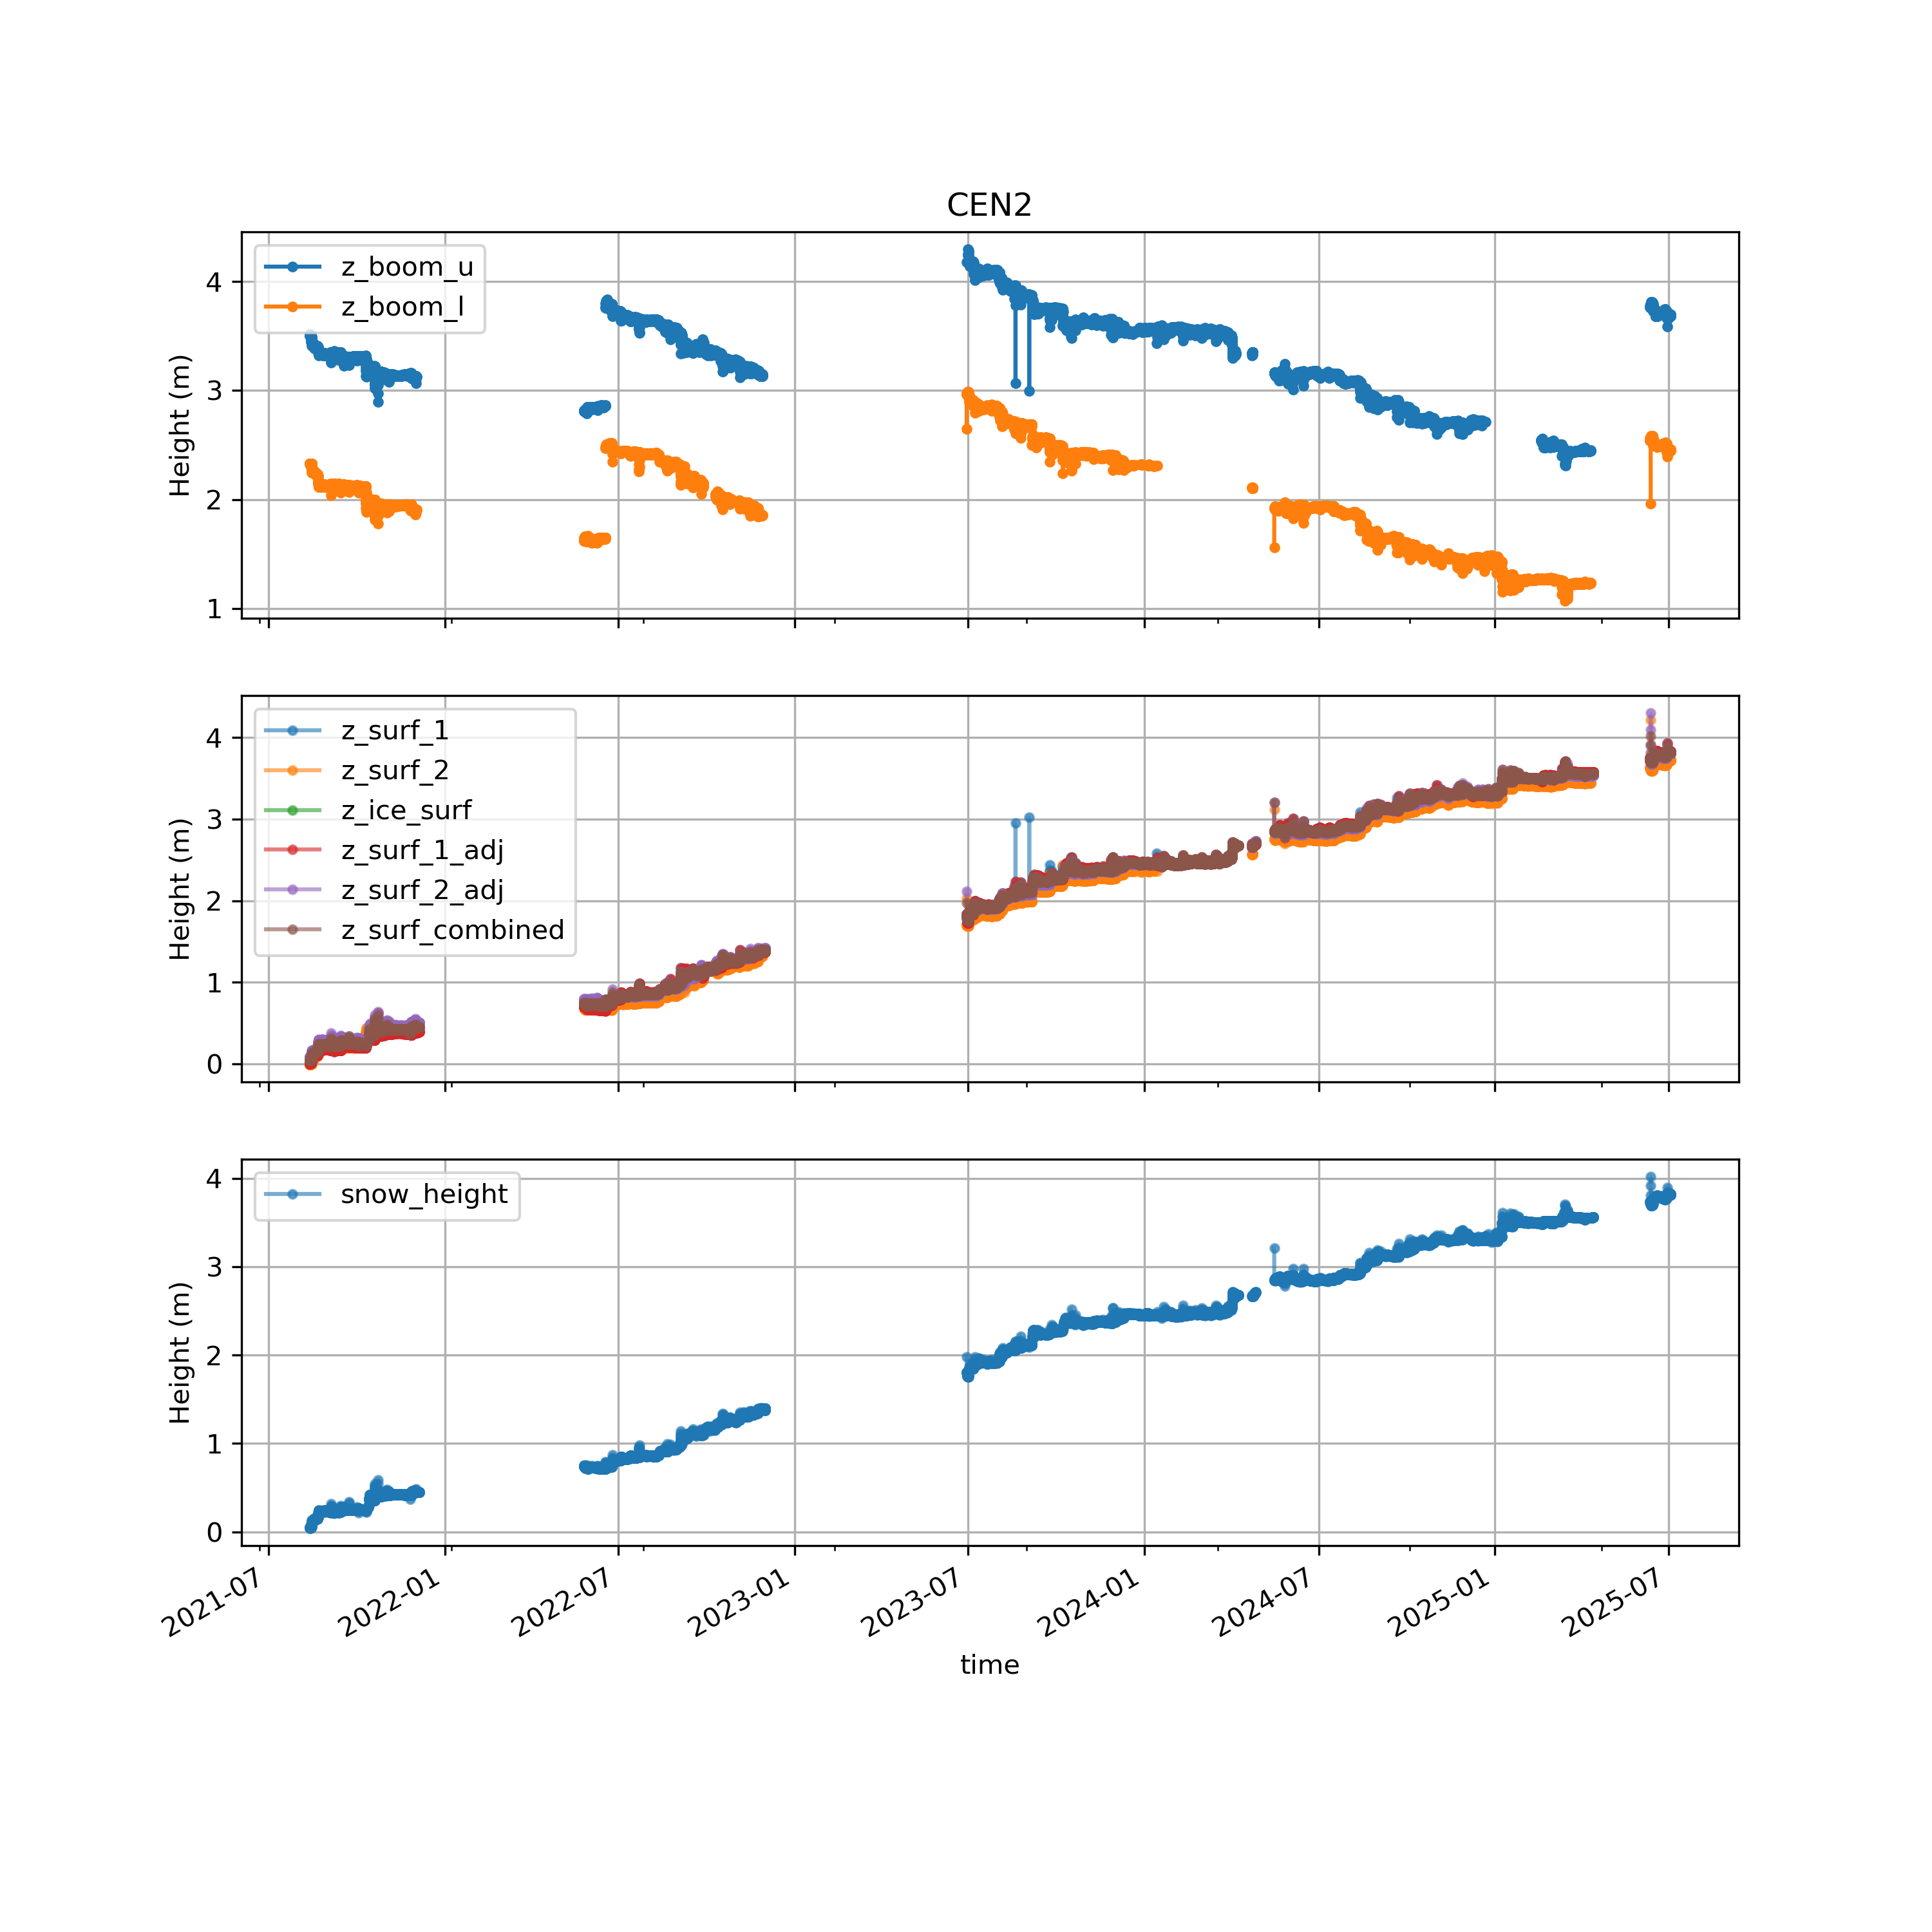 CEN2
Height (m)
4
3
2
1
z_boom_u
z_boom_l
Height (m)
4
3
2
1
0
z_surf_1
z_surf_2
z_ice_surf
z_surf_1_adj
z_surf_2_adj
z_surf_combined
Height (m)
4
3
2
1
0
snow_height
2021-07
2022-01
2022-07
2023-01
2023-07
2024-01
2024-07
2025-01
2025-07
time